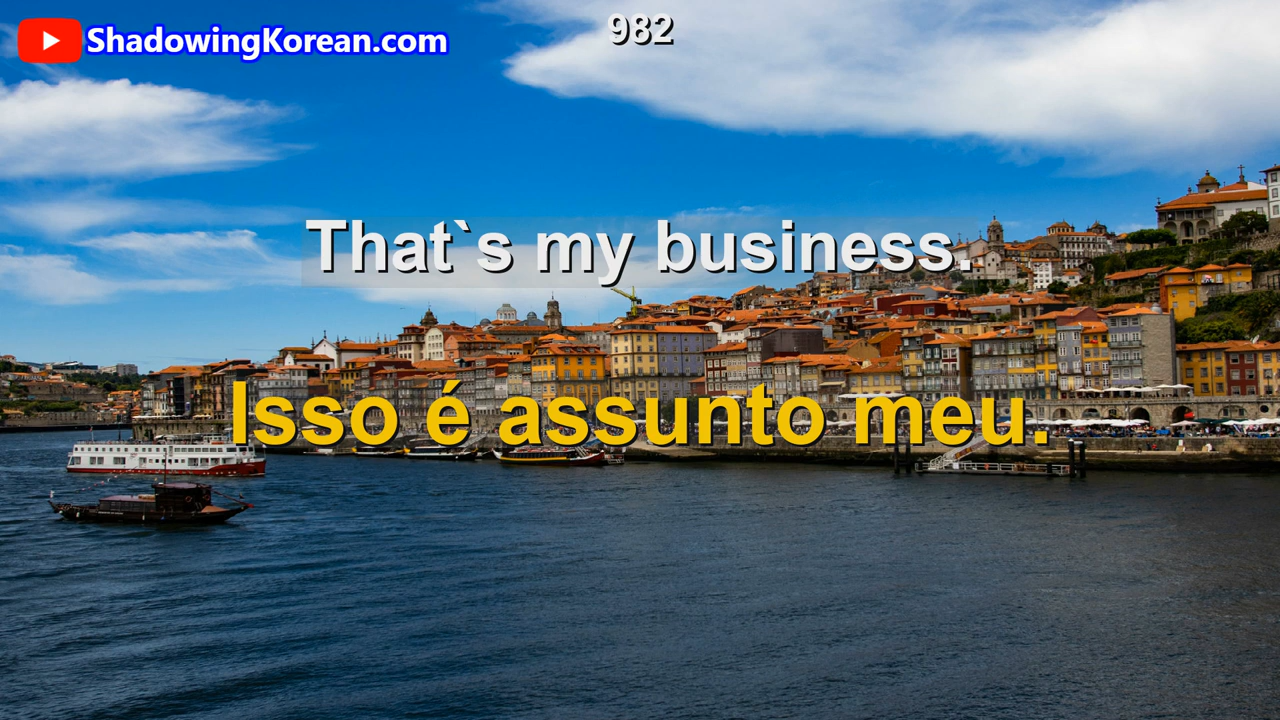 ShadowingKorean.com
982
That`s my business.
Isso é assunto meu.